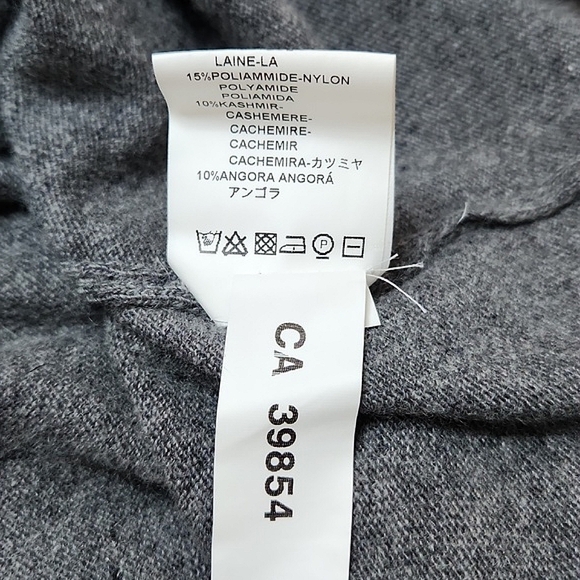 LAINE-LA
15%POLIAMMIDE-NYLON
POLYAMIDE
POLIAMIDA
10%KASHMIR-
CASHEMERE-
CACHEMIRE-
CACHEMIR
CACHEMIRA-カツミヤ
10%ANGORA ANGORÁ
アンゴラ
P
CA 39854